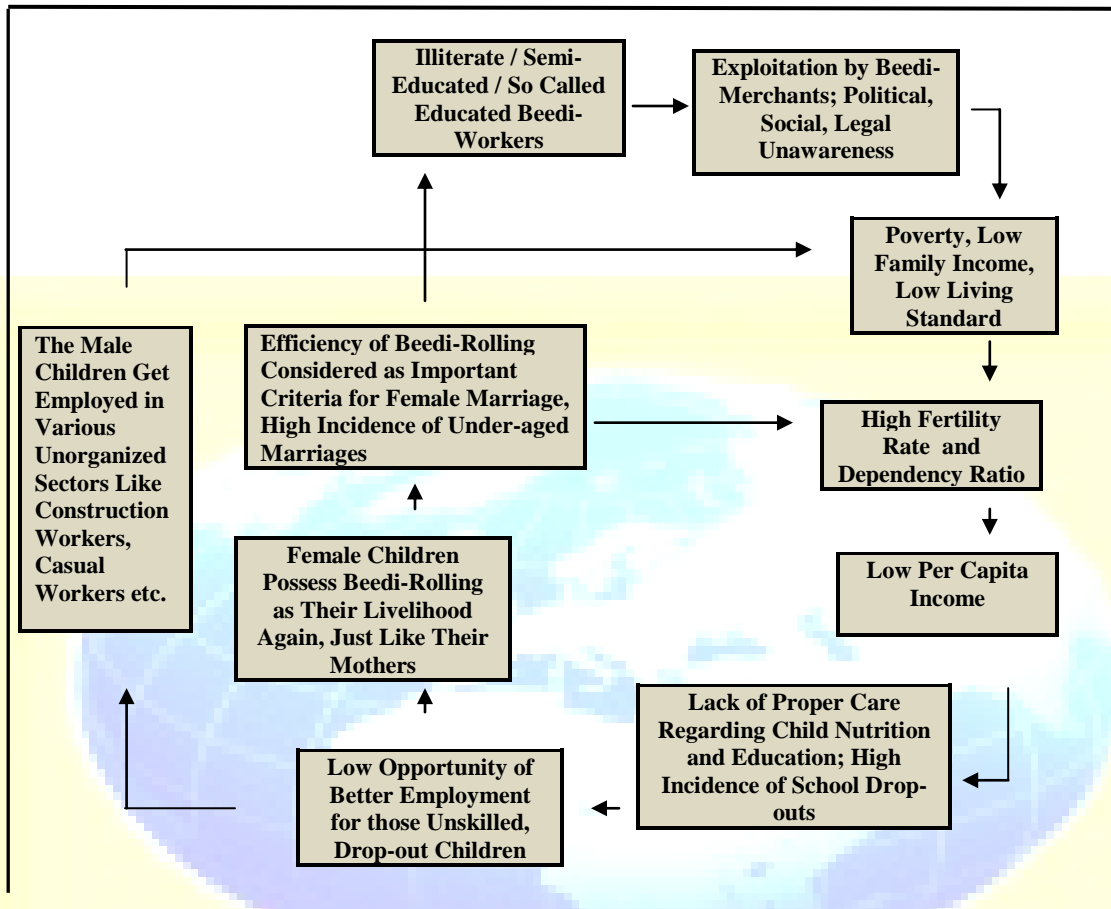 Illiterate / Semi-
Educated / So Called
Educated Beedi-
Workers
Exploitation by Beedi-
Merchants; Political,
Social, Legal
Unawareness
Poverty, Low
Family Income,
Low Living
Standard
The Male
Children Get
Employed in
Various
Unorganized
Sectors Like
Construction
Workers,
Casual
Workers etc.
Efficiency of Beedi-Rolling
Considered as Important
Criteria for Female Marriage,
High Incidence of Under-aged
Marriages
High Fertility
Rate and
Dependency Ratio
Female Children
Possess Beedi-Rolling
as Their Livelihood
Again, Just Like Their
Mothers
Low Per Capita
Income
Lack of Proper Care
Regarding Child Nutrition
and Education; High
Incidence of School Drop-
outs
Low Opportunity of
Better Employment
for those Unskilled,
Drop-out Children